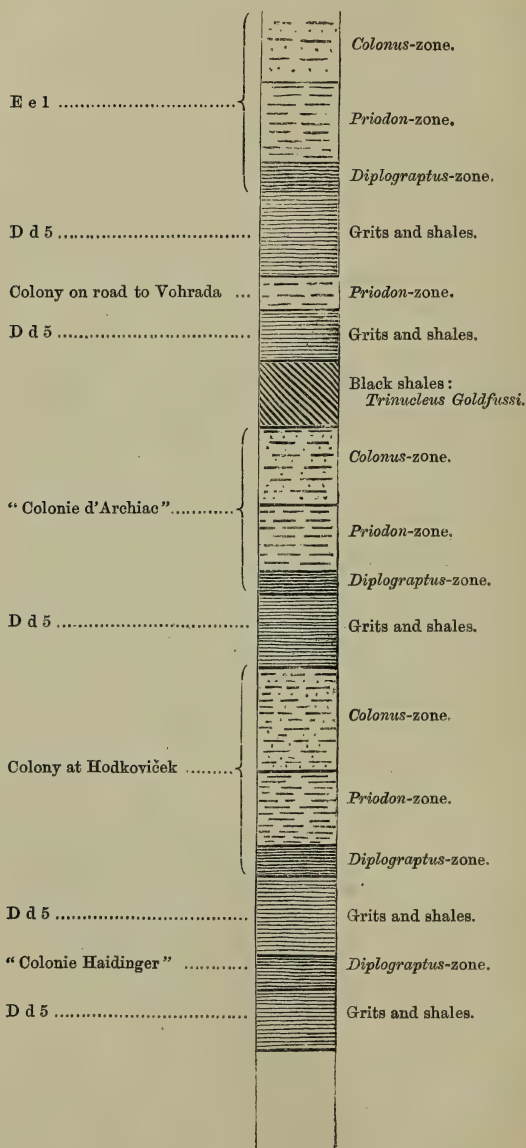 Colonus-zone.
E e 1 ........................................
Priodon-zone.
Diplograptus-zone.
D d 5 ........................................ Grits and shales.
Colony on road to Vohrada ... Priodon-zone.
D d 5 ........................................ Grits and shales.
Black shales:
Trinucleus Goldfussi.
Colonus-zone.
"Colonie d'Archiac" ..............
Priodon-zone.
Diplograptus-zone.
D d 5 ........................................ Grits and shales.
Colonus-zone.
Colony at Hodkoviček ..........
Priodon-zone.
Diplograptus-zone.
D d 5 ........................................ Grits and shales.
"Colonie Haidinger" ............ Diplograptus-zone.
D d 5 ........................................ Grits and shales.